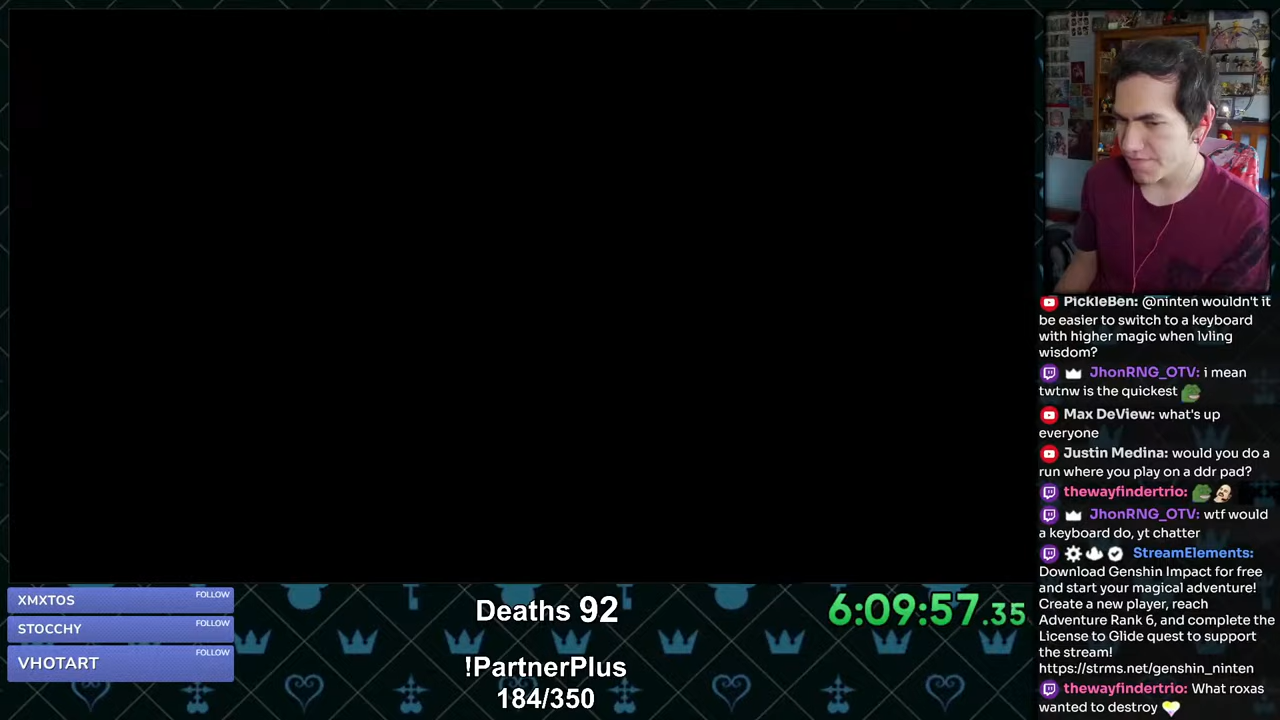 PickleBen: @ninten wouldn't it
be easier to switch to a keyboard
with higher magic when lvling
wisdom?
JhonRNG_OTV: i mean
twtnw is the quickest
Max DeView: what's up
everyone
Justin Medina: would you do a
run where you play on a ddr pad?
thewayfindertrio:
JhonRNG_OTV: wtf would
a keyboard do, yt chatter
StreamElements:
Download Genshin Impact for free
and start your magical adventure!
Create a new player, reach
Adventure Rank 6, and complete the
License to Glide quest to support
the stream!
https://strms.net/genshin_ninten
thewayfindertrio: What roxas
wanted to destroy
XMXTOS FOLLOW
STOCCHY FOLLOW
VHOTART FOLLOW
Deaths 92
!PartnerPlus
184/350
6:09:57.35